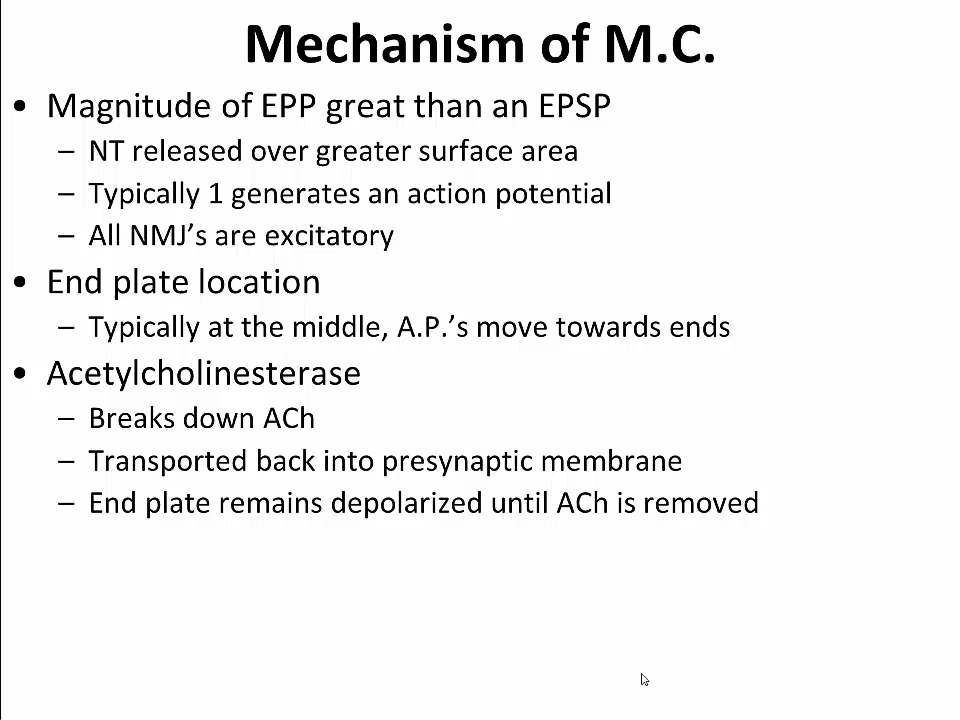 Mechanism of M.C.
• Magnitude of EPP great than an EPSP
– NT released over greater surface area
– Typically 1 generates an action potential
– All NMJ’s are excitatory
• End plate location
– Typically at the middle, A.P.’s move towards ends
• Acetylcholinesterase
– Breaks down ACh
– Transported back into presynaptic membrane
– End plate remains depolarized until ACh is removed